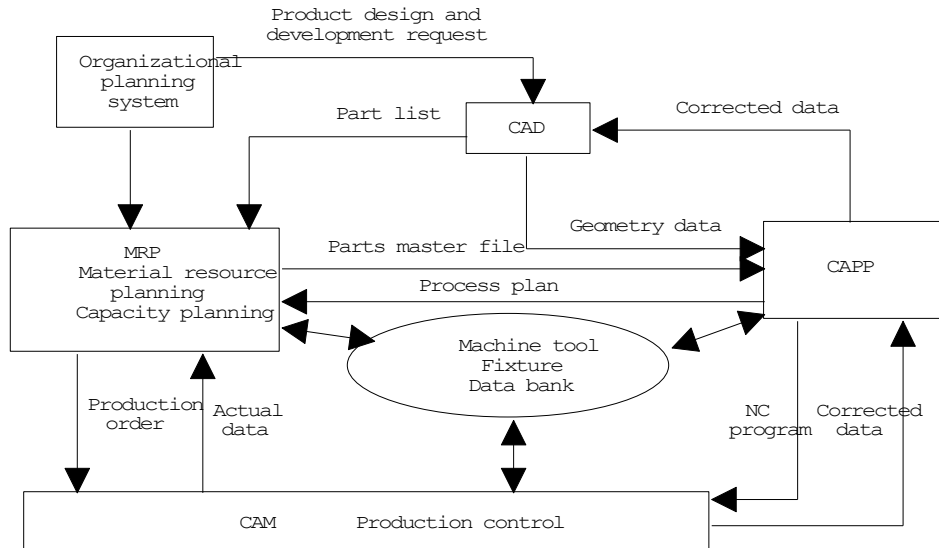 Product design and
development request
Organizational
planning
system
Part list
CAD
Corrected data
MRP
Material resource
planning
Capacity planning
Parts master file
Geometry data
CAPP
Process plan
Machine tool
Fixture
Data bank
Production
order
Actual
data
NC
program
Corrected
data
CAM
Production control